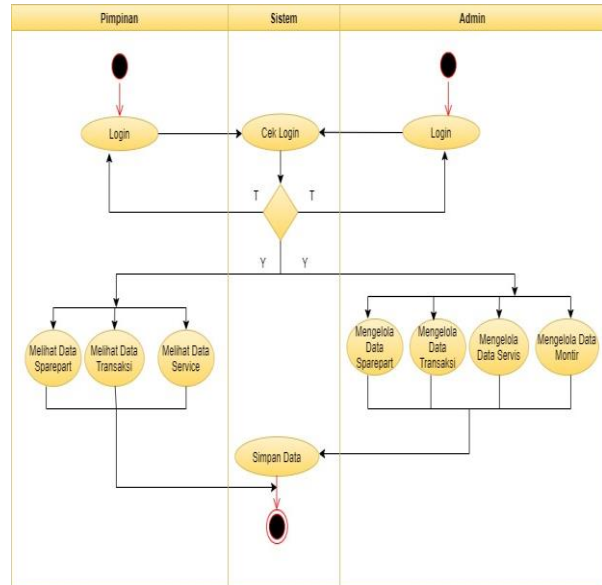 Pimpinan
Sistem
Admin
Login
Cek Login
Login
T
T
Y
Y
Melihat Data
Sparepart
Melihat Data
Transaksi
Melihat Data
Service
Mengelola
Data
Sparepart
Mengelola
Data
Transaksi
Mengelola
Data Servis
Mengelola Data
Montir
Simpan Data